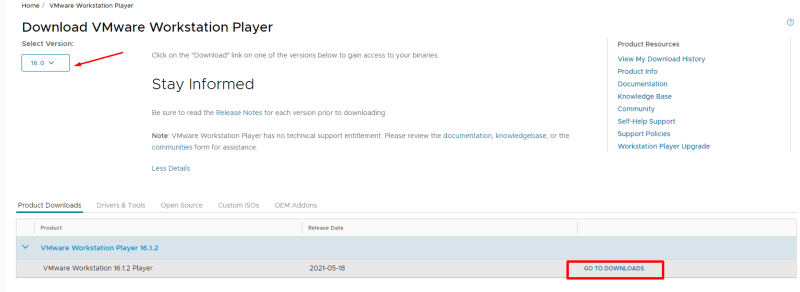 Home / VMware Workstation Player
Download VMware Workstation Player
Select Version:
16.0
Click on the "Download" link on one of the versions below to gain access to your binaries.
Stay Informed
Be sure to read the Release Notes for each version prior to downloading.
Note: VMware Workstation Player has no technical support entitlement. Please review the documentation, knowledgebase, or the
communities form for assistance.
Less Details
Product Resources
View My Download History
Product Info
Documentation
Knowledge Base
Community
Self-Help Support
Support Policies
Workstation Player Upgrade
Product Downloads Drivers & Tools Open Source Custom ISOs OEM Addons
Product Release Date
VMware Workstation Player 16.1.2
VMware Workstation 16.1.2 Player 2021-05-18 GO TO DOWNLOADS